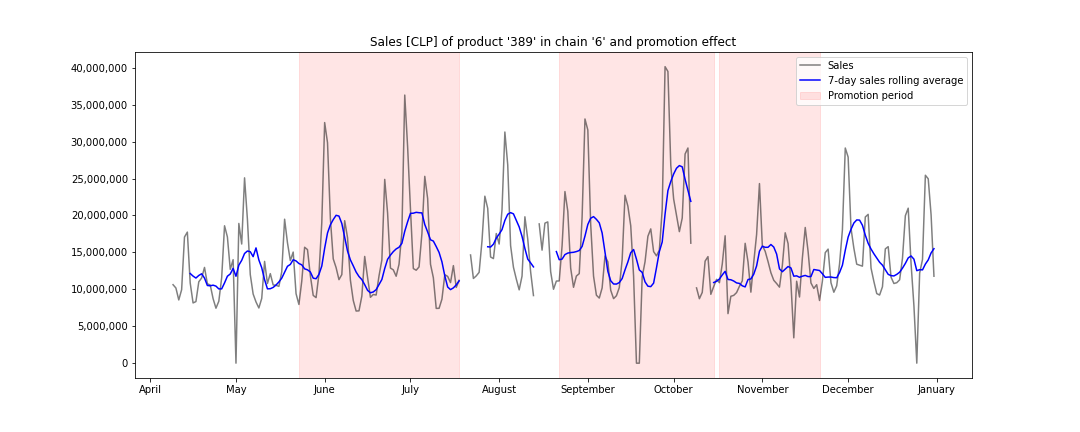 Sales [CLP] of product '389' in chain '6' and promotion effect
40,000,000
35,000,000
30,000,000
25,000,000
20,000,000
15,000,000
10,000,000
5,000,000
0
Sales
7-day sales rolling average
Promotion period
April May June July August September October November December January